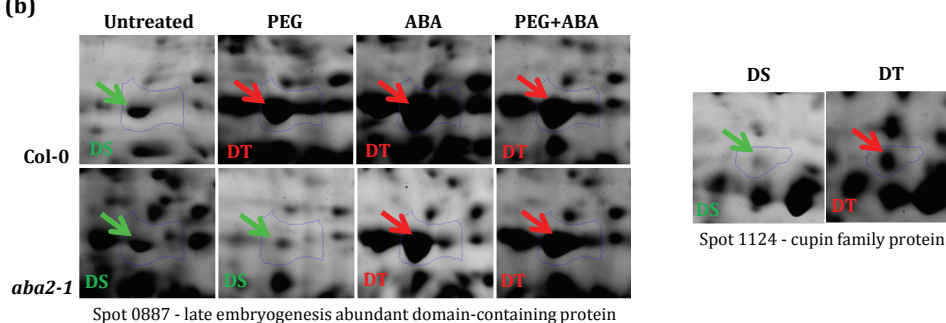 (b)
Untreated PEG ABA PEG+ABA
Col-0 DS DT DT DT
aba2-1 DS DS DT DT
Spot 0887 - late embryogenesis abundant domain-containing protein
DS DT
DS DT
Spot 1124 - cupin family protein